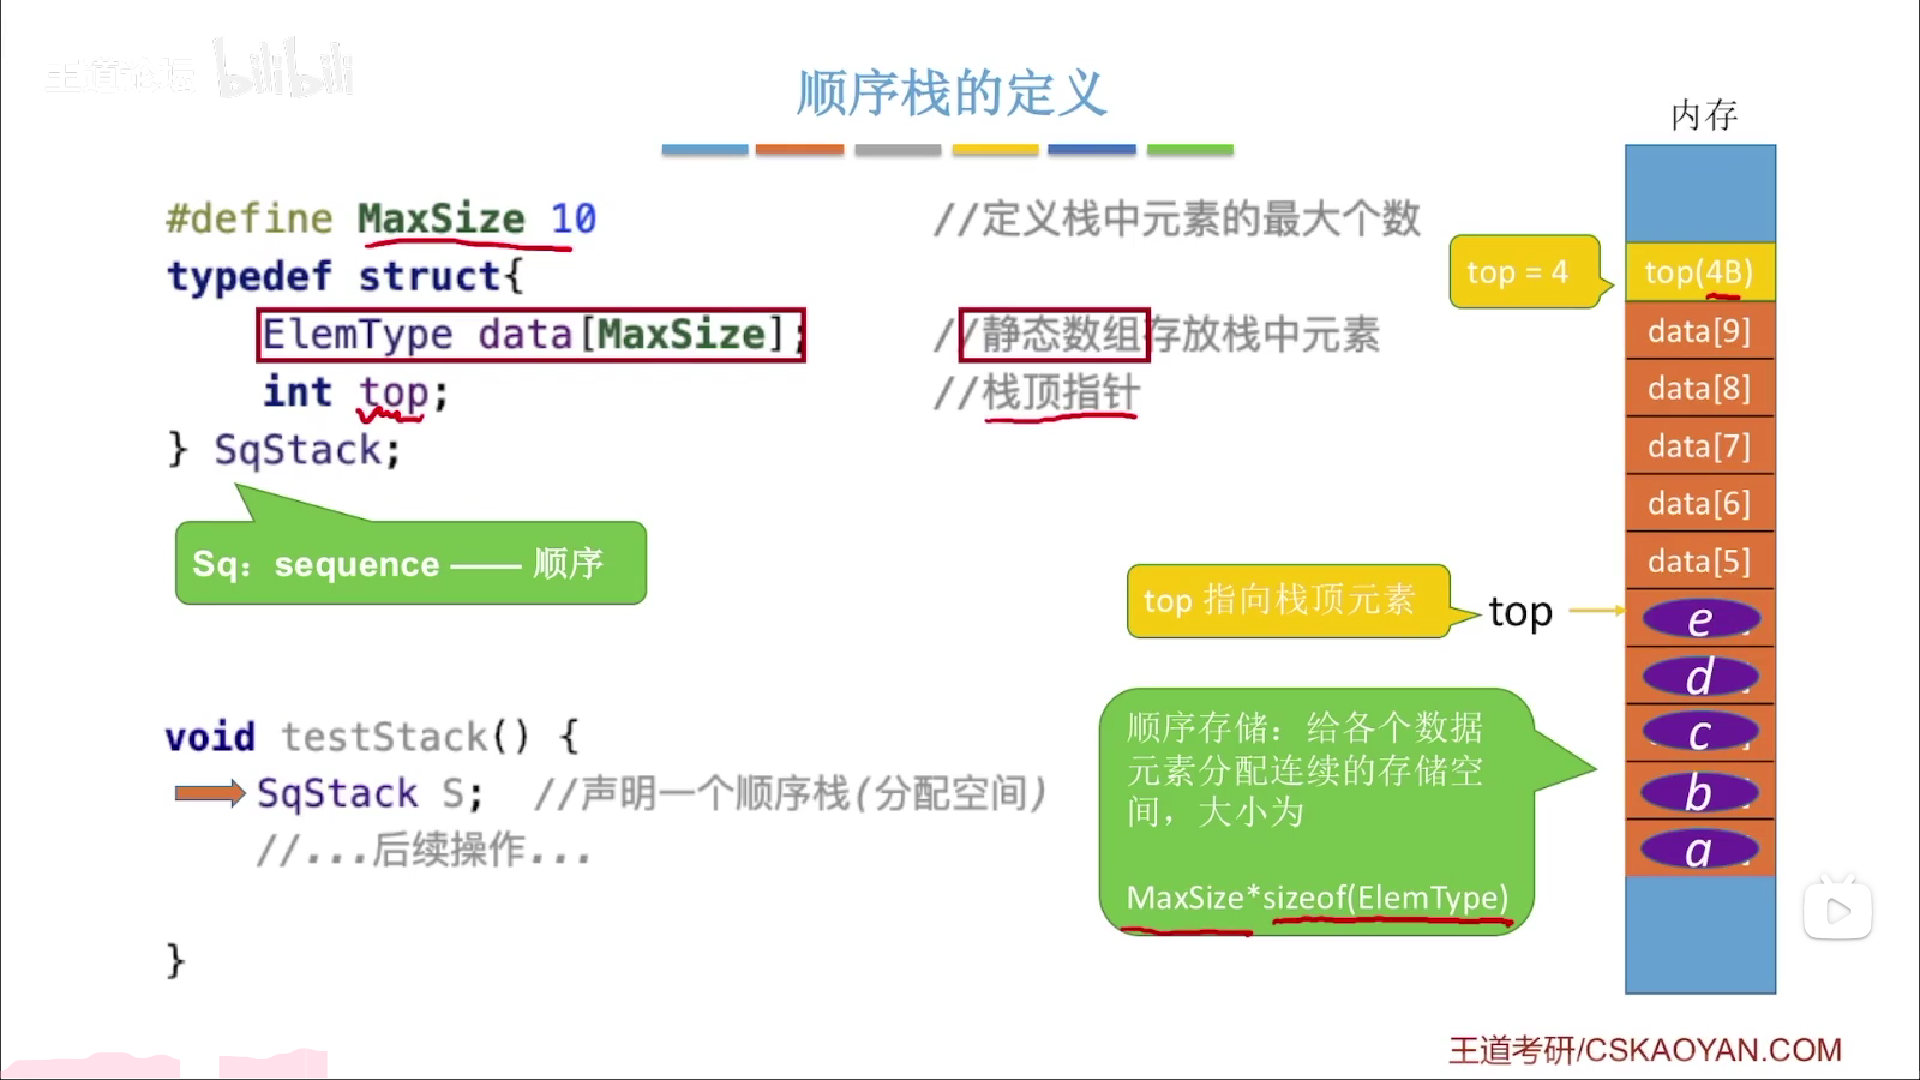 王道论坛 bilibili
顺序栈的定义
内存
#define MaxSize 10 //定义栈中元素的最大个数
typedef struct{
ElemType data[MaxSize]; //静态数组存放栈中元素
int top; //栈顶指针
} SqStack;
Sq：sequence —— 顺序
void testStack() {
SqStack S; //声明一个顺序栈(分配空间)
//...后续操作...
}
top = 4
top(4B)
data[9]
data[8]
data[7]
data[6]
data[5]
top 指向栈顶元素
top
e
d
c
b
a
顺序存储：给各个数据
元素分配连续的存储空
间，大小为
MaxSize*sizeof(ElemType)
王道考研/CSKAOYAN.COM